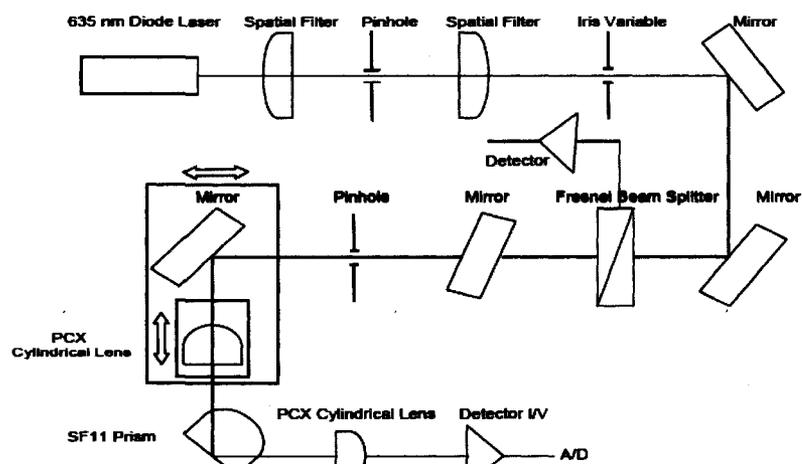 635 nm Diode Laser
Spatial Filter
Pinhole
Spatial Filter
Iris Variable
Mirror
Detector
Mirror
Pinhole
Mirror
Fresnel Beam Splitter
Mirror
PCX
Cylindrical Lens
SF11 Prism
PCX Cylindrical Lens
Detector I/V
A/D